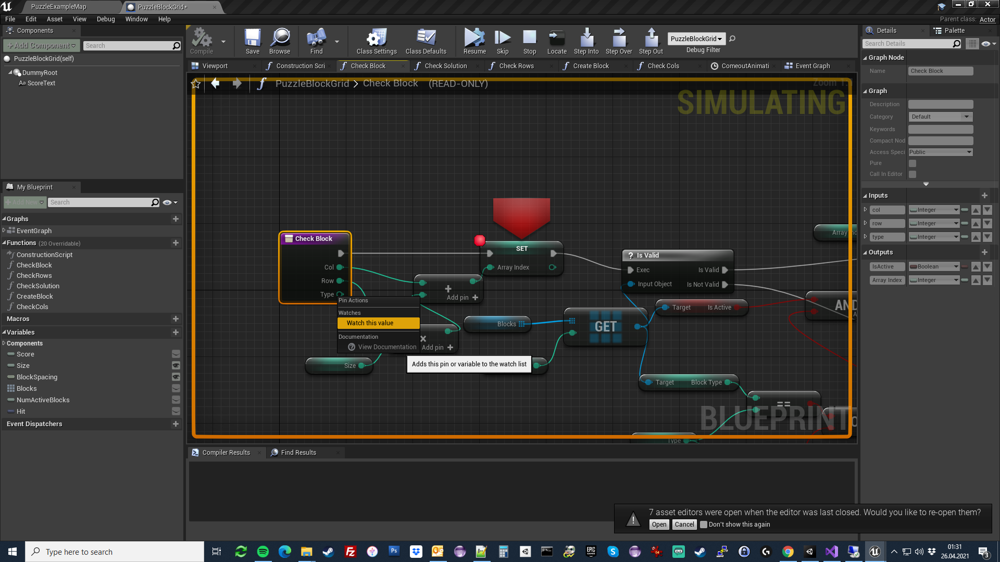 PuzzleExampleMap
PuzzleBlockGrid*
File Edit Asset View Debug Window Help
Parent class: Actor
Components
+ Add Component
Search
PuzzleBlockGrid(self)
DummyRoot
Aa ScoreText
Compile
Save
Browse
Find
Class Settings
Class Defaults
Resume
Skip
Stop
Locate
Step Into
Step Over
Step Out
PuzzleBlockGrid
Debug Filter
Viewport
Construction Scri
Check Block
Check Solution
Check Rows
Create Block
Check Cols
ComeoutAnimati
Event Graph
PuzzleBlockGrid > Check Block (READ-ONLY)
SIMULATING
Check Block
Col
Row
Type
SET
Array Index
+
Add pin +
? Is Valid
Exec
Is Valid
Input Object
Is Not Valid
Pin Actions
Watches
Watch this value
Documentation
View Documentation
Add pin +
Adds this pin or variable to the watch list
Size
Blocks
GET
Target Is Active
AND
Target Block Type
==
Type
BLUEPRINT
My Blueprint
+ Add New
Search
Graphs
EventGraph
Functions (20 Overridable)
ConstructionScript
CheckBlock
CheckRows
CheckSolution
CreateBlock
CheckCols
Macros
Variables
Components
Score
Size
BlockSpacing
Blocks
NumActiveBlocks
Hit
Event Dispatchers
Compiler Results
Find Results
Details
Palette
Search Details
Graph Node
Name Check Block
Graph
Description
Category Default
Keywords
Compact Nod
Access Speci Public
Pure
Call In Editor
Inputs
col Integer
row Integer
type Integer
Outputs
IsActive Boolean
Array Index Integer
7 asset editors were open when the editor was last closed. Would you like to re-open them?
Open Cancel Don't show this again
Type here to search
01:31
26.04.2021
3